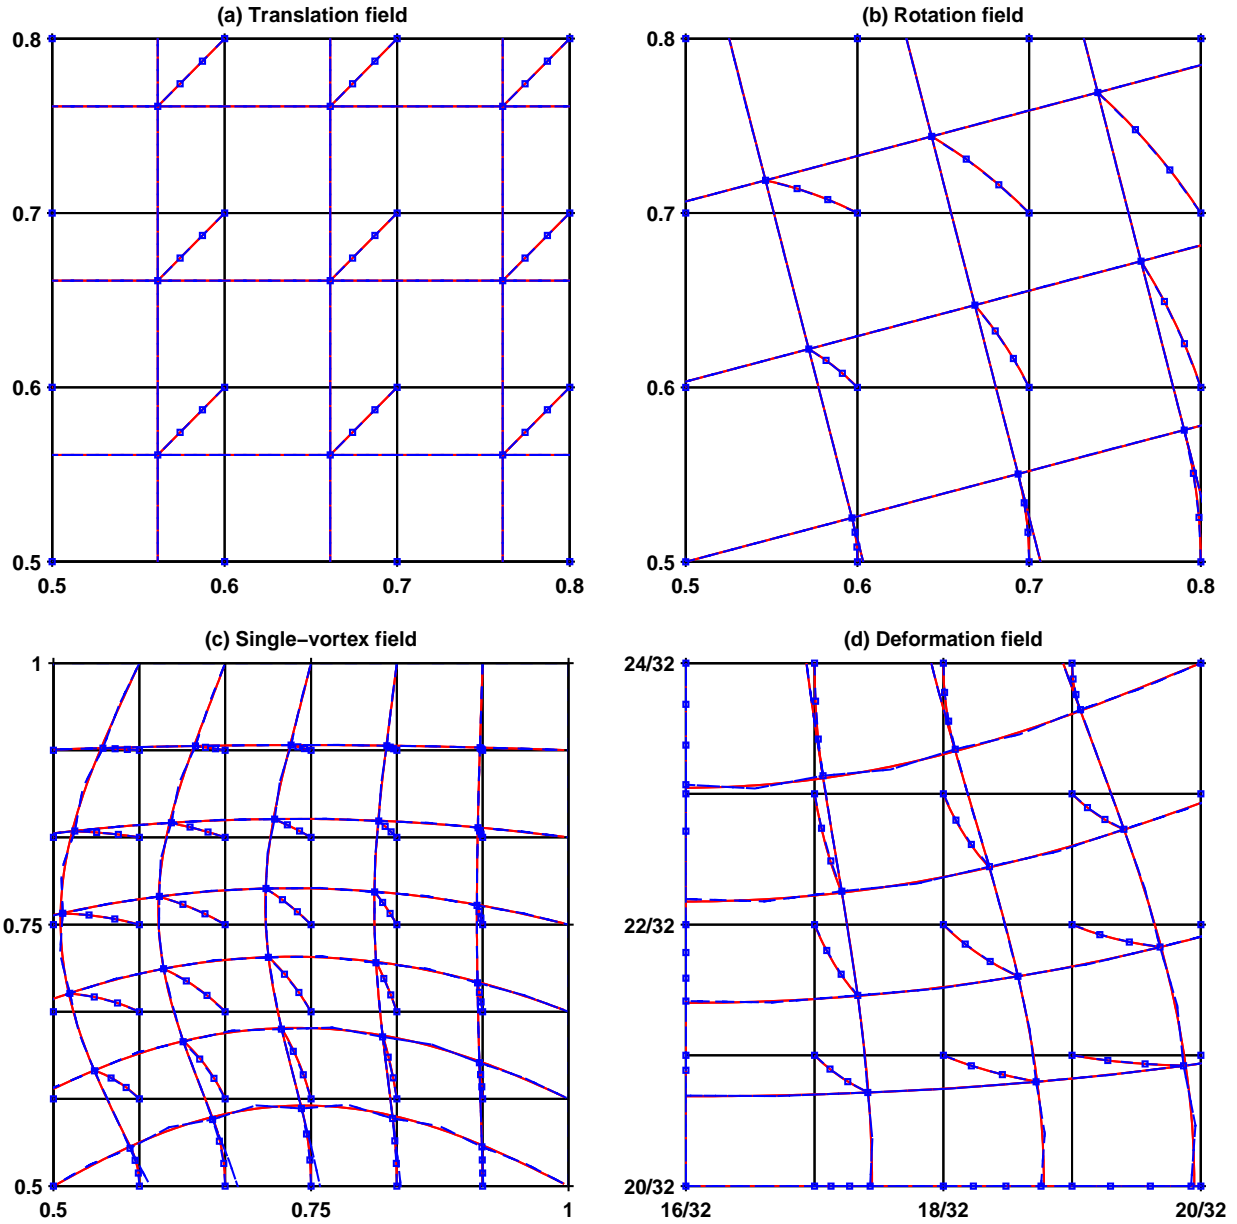 (a) Translation field
0.8
0.7
0.6
0.5
0.5 0.6 0.7 0.8
(b) Rotation field
0.8
0.7
0.6
0.5
0.5 0.6 0.7 0.8
(c) Single−vortex field
1
0.75
0.5
0.5 0.75 1
(d) Deformation field
24/32
22/32
20/32
16/32 18/32 20/32